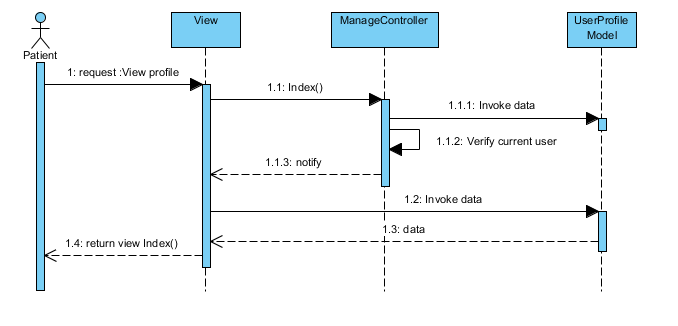 View
ManageController
UserProfile
Model
Patient
1: request :View profile
1.1: Index()
1.1.1: Invoke data
1.1.2: Verify current user
1.1.3: notify
1.2: Invoke data
1.3: data
1.4: return view Index()